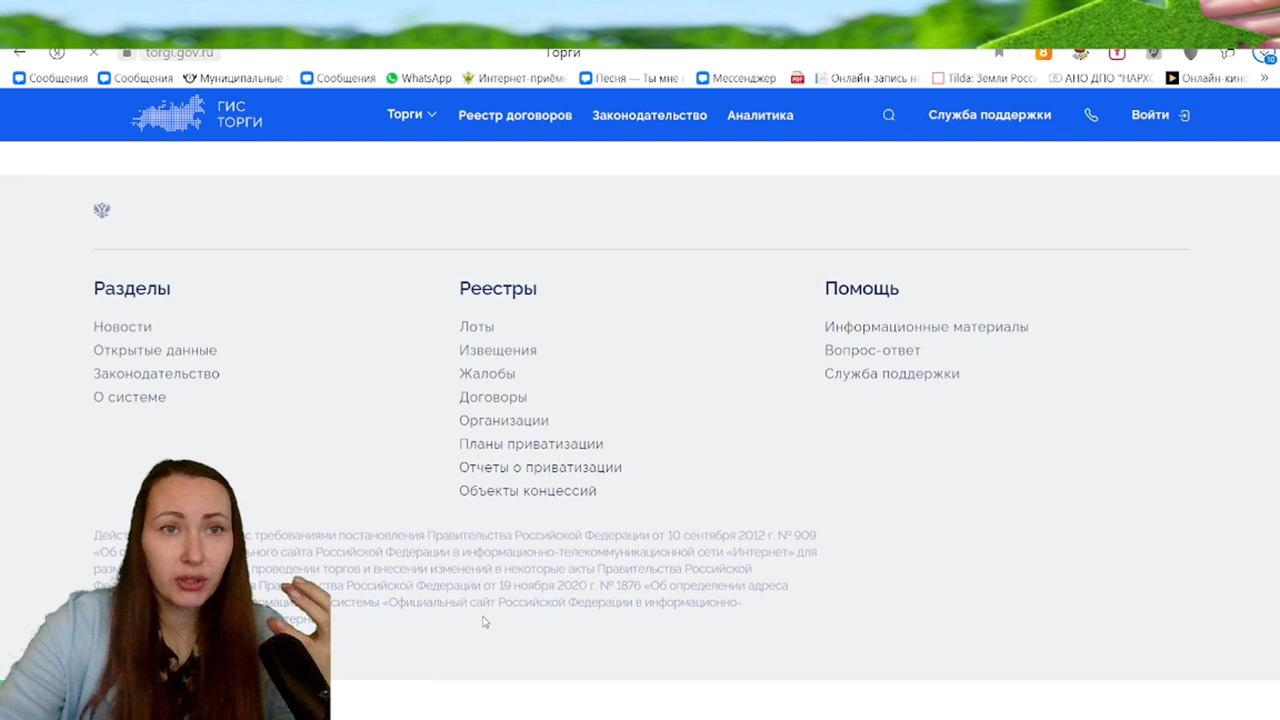 torgi.gov.ru
Торги
Сообщения
Сообщения
Муниципальные
Сообщения
WhatsApp
Интернет-приём
Песня — Ты мне
Мессенджер
Онлайн-запись на
Tilda: Земли Росс
АНО ДПО "НАРХС
Онлайн-кино
ГИС
ТОРГИ
Торги
Реестр договоров
Законодательство
Аналитика
Служба поддержки
Войти
Разделы
Новости
Открытые данные
Законодательство
О системе
Реестры
Лоты
Извещения
Жалобы
Договоры
Организации
Планы приватизации
Отчеты о приватизации
Объекты концессий
Помощь
Информационные материалы
Вопрос-ответ
Служба поддержки
с требованиями постановления Правительства Российской Федерации от 10 сентября 2012 г. № 909
сайта Российской Федерации в информационно-телекоммуникационной сети «Интернет» для
проведении торгов и внесении изменений в некоторые акты Правительства Российской
Российской Федерации от 19 ноября 2020 г. № 1876 «Об определении адреса
системы «Официальный сайт Российской Федерации в информационно-